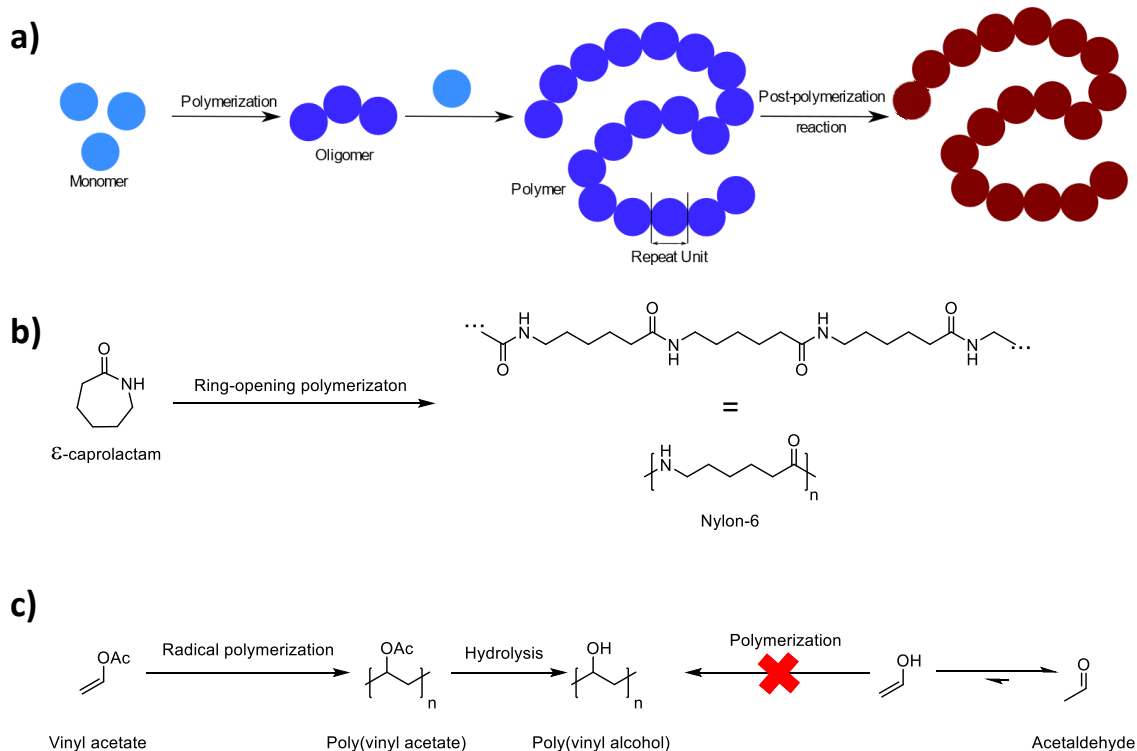 a)
Monomer
Polymerization
Oligomer
Polymer
Repeat Unit
Post-polymerization
reaction
b)
O
NH
ε-caprolactam
Ring-opening polymerizaton
... O H N O N H O H N O N H ...
=
H
N
O
n
Nylon-6
c)
OAc
Vinyl acetate
Radical polymerization
OAc
n
Poly(vinyl acetate)
Hydrolysis
OH
n
Poly(vinyl alcohol)
Polymerization
OH
O
Acetaldehyde